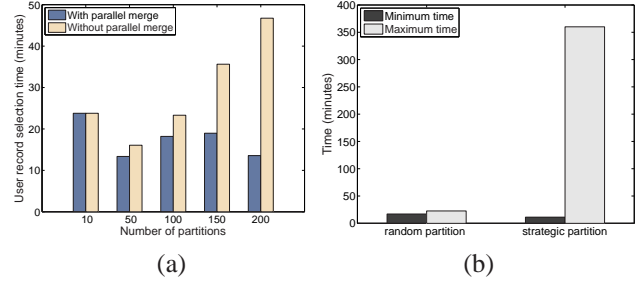 With parallel merge
Without parallel merge
User record selection time (minutes)
50
40
30
20
10
0
10 50 100 150 200
Number of partitions
(a)
Minimum time
Maximum time
Time (minutes)
400
350
300
250
200
150
100
50
0
random partition strategic partition
(b)